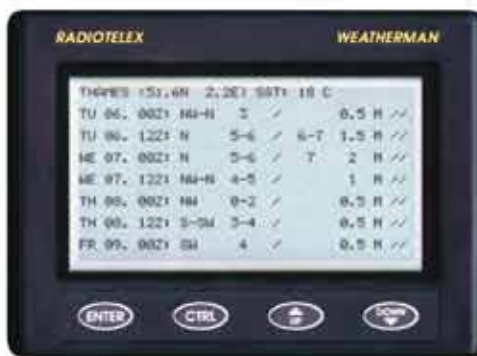 RADIOTELEX WEATHERMAN
THAMES (51.6N 2.2E) SST: 18 C
TU 06. 00Z: NW-N 3 / 0.5 M //
TU 06. 12Z: N 5-6 / 6-7 1.5 M //
WE 07. 00Z: N 5-6 / 7 2 M //
WE 07. 12Z: NW-N 4-5 / 1 M //
TH 08. 00Z: NW 0-2 / 0.5 M //
TH 08. 12Z: S-SW 3-4 / 0.5 M //
FR 09. 00Z: SW 4 / 0.5 M //
ENTER CTRL UP DOWN